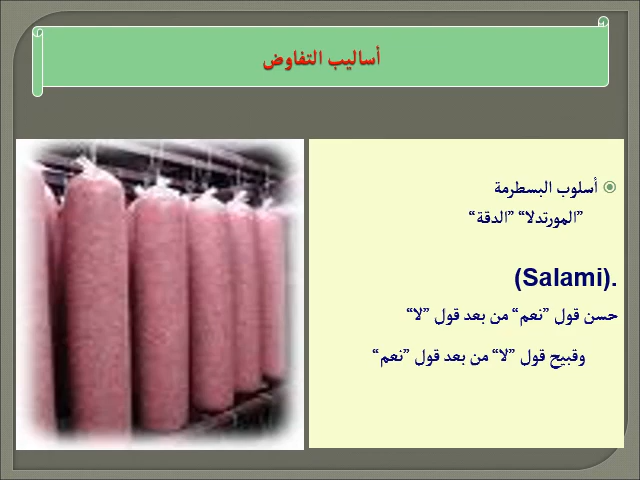 أساليب التفاوض
أسلوب البسطرمة
”المورتدلا“ ”الدقة“
(Salami).
حسن قول ”نعم“ من بعد قول ”لا“
وقبيح قول ”لا“ من بعد قول ”نعم“